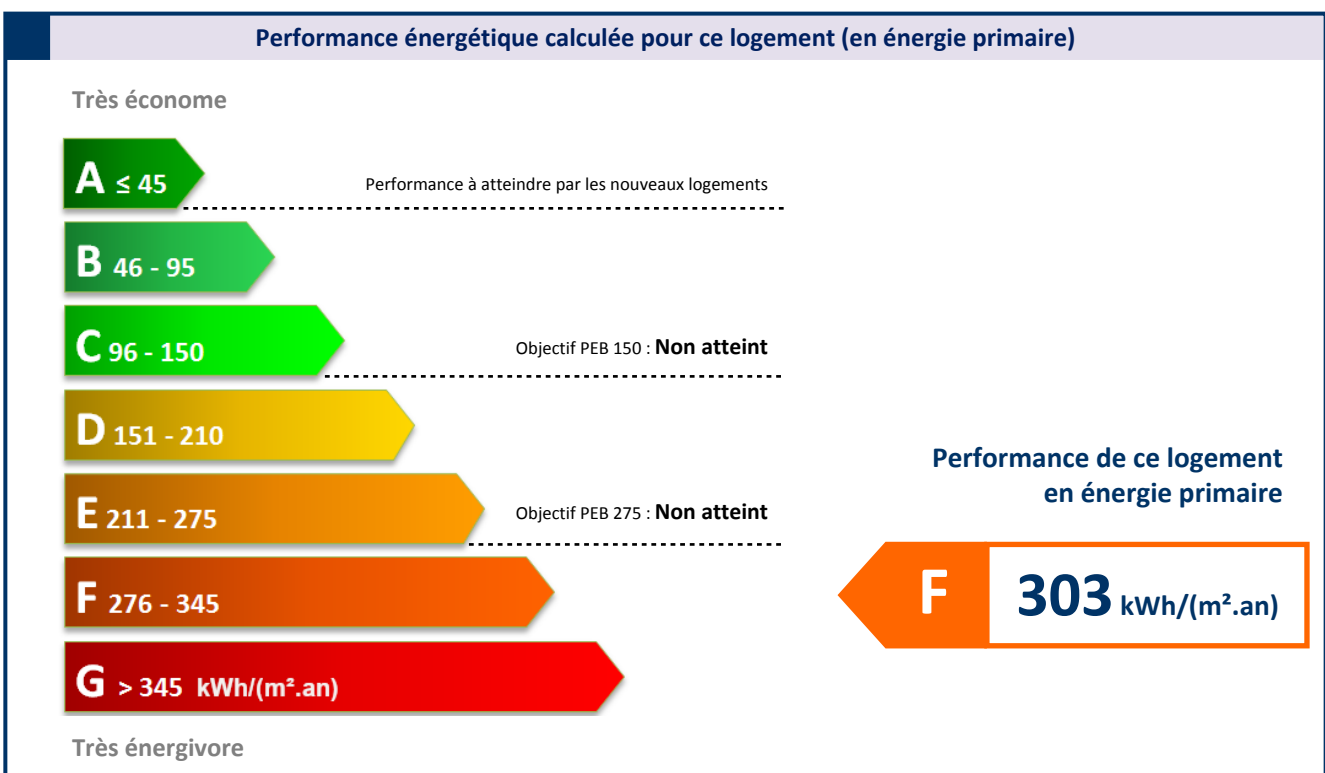 Performance énergétique calculée pour ce logement (en énergie primaire)
Très économe
A ≤ 45
Performance à atteindre par les nouveaux logements
B 46 - 95
C 96 - 150
Objectif PEB 150 : Non atteint
D 151 - 210
E 211 - 275
Objectif PEB 275 : Non atteint
F 276 - 345
G > 345 kWh/(m².an)
Très énergivore
Performance de ce logement
en énergie primaire
F 303 kWh/(m².an)